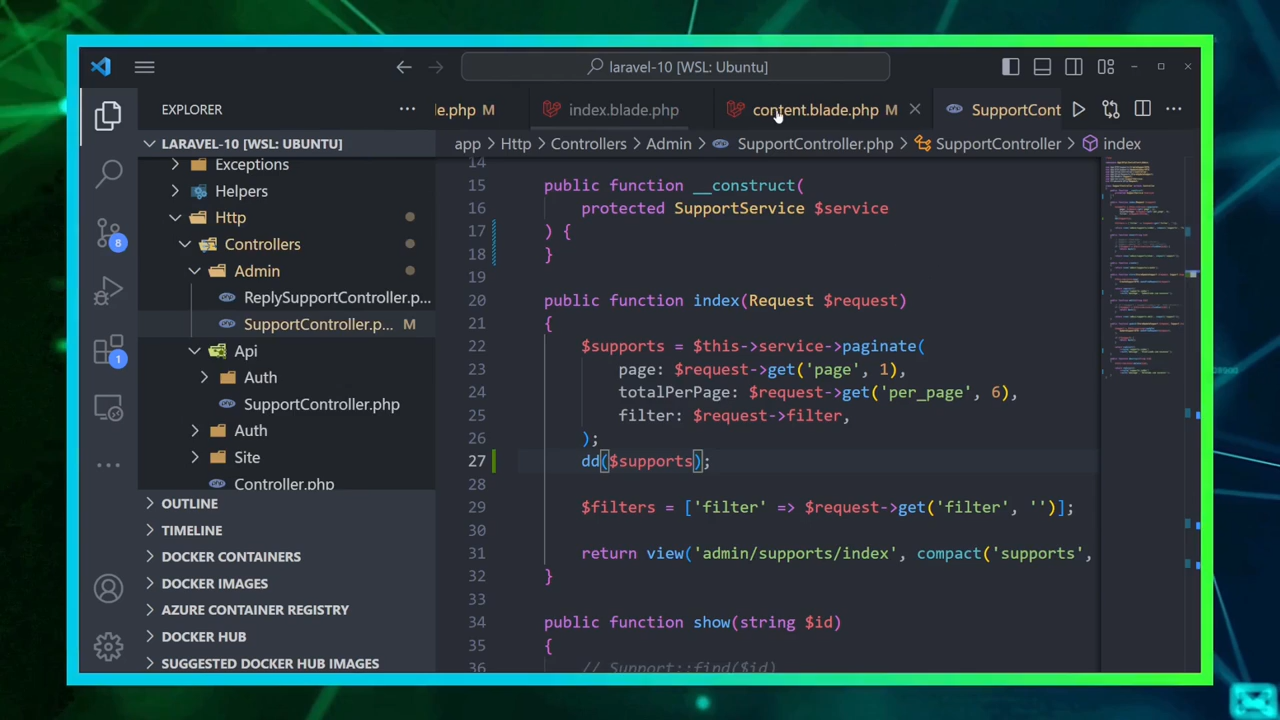 laravel-10 [WSL: Ubuntu]
EXPLORER
le.php M
index.blade.php
content.blade.php M
SupportCont
LARAVEL-10 [WSL: UBUNTU]
app > Http > Controllers > Admin > SupportController.php > SupportController > index
Exceptions
Helpers
Http
Controllers
Admin
ReplySupportController.p...
SupportController.p... M
Api
Auth
SupportController.php
Auth
Site
Controller.php
OUTLINE
TIMELINE
DOCKER CONTAINERS
DOCKER IMAGES
AZURE CONTAINER REGISTRY
DOCKER HUB
SUGGESTED DOCKER HUB IMAGES
8
1
14
15 public function __construct(
16 protected SupportService $service
17 ) {
18 }
19
20 public function index(Request $request)
21 {
22 $supports = $this->service->paginate(
23 page: $request->get('page', 1),
24 totalPerPage: $request->get('per_page', 6),
25 filter: $request->filter,
26 );
27 dd($supports);
28
29 $filters = ['filter' => $request->get('filter', '')];
30
31 return view('admin/supports/index', compact('supports',
32 }
33
34 public function show(string $id)
35 {
36 // Support::find($id)